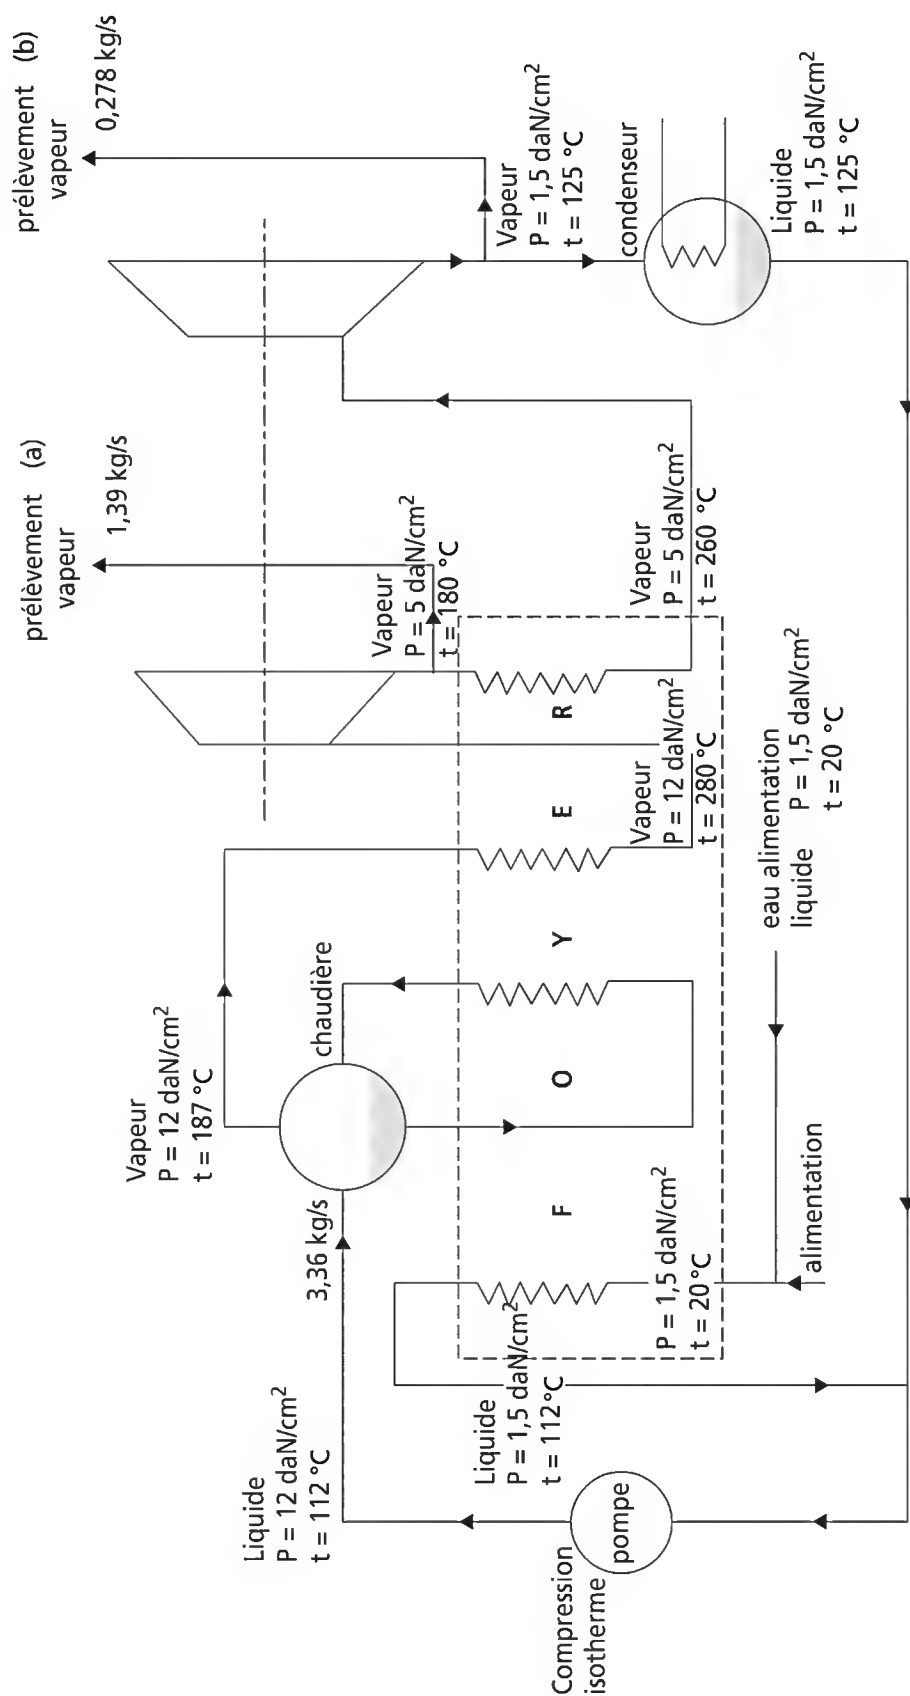 prélèvement (a)
vapeur
1,39 kg/s
prélèvement (b)
vapeur
0,278 kg/s
Vapeur
P = 12 daN/cm²
t = 187 °C
chaudière
Vapeur
P = 5 daN/cm²
t = 180 °C
Vapeur
P = 1,5 daN/cm²
t = 125 °C
Liquide
P = 12 daN/cm²
t = 112 °C
3,36 kg/s
F O Y E R
condenseur
Compression
isotherme
pompe
Liquide
P = 1,5 daN/cm²
t = 112°C
P = 1,5 daN/cm²
t = 20°C
Vapeur
P = 12 daN/cm²
t = 280 °C
Vapeur
P = 5 daN/cm²
t = 260 °C
Liquide
P = 1,5 daN/cm²
t = 125 °C
eau alimentation
liquide P = 1,5 daN/cm²
t = 20 °C
alimentation